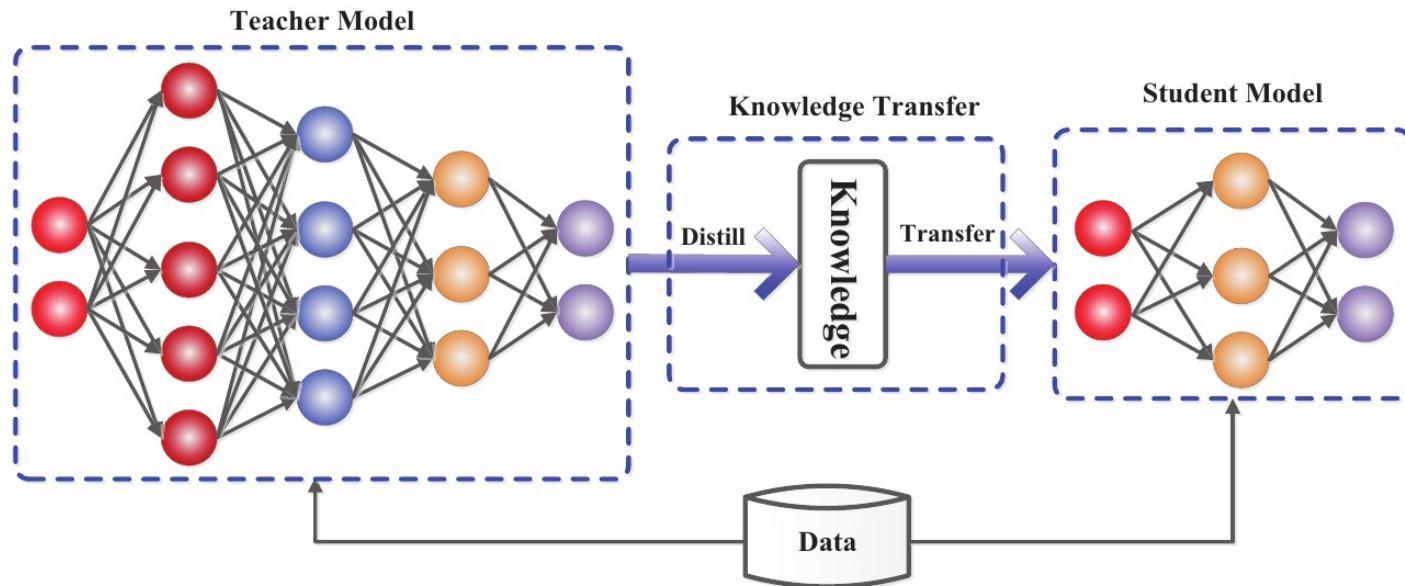 Teacher Model
Knowledge Transfer
Student Model
Distill
Knowledge
Transfer
Data